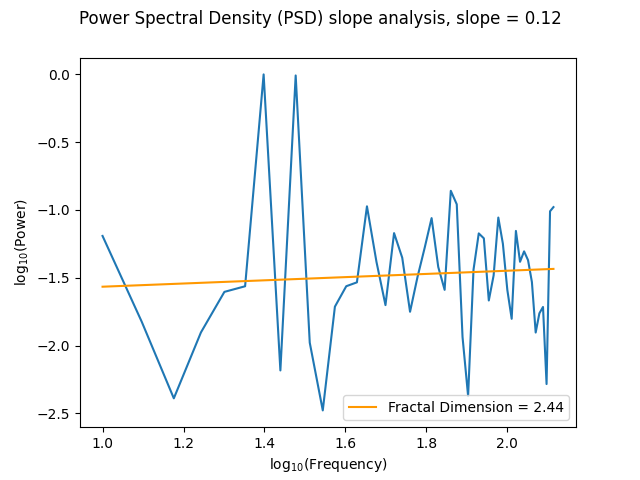 Power Spectral Density (PSD) slope analysis, slope = 0.12
0.0
−0.5
−1.0
−1.5
−2.0
−2.5
log₁₀(Power)
Fractal Dimension = 2.44
1.0 1.2 1.4 1.6 1.8 2.0
log₁₀(Frequency)